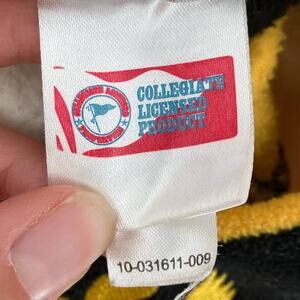 COLLEGIATE
LICENSED
PRODUCT
10-031611-009